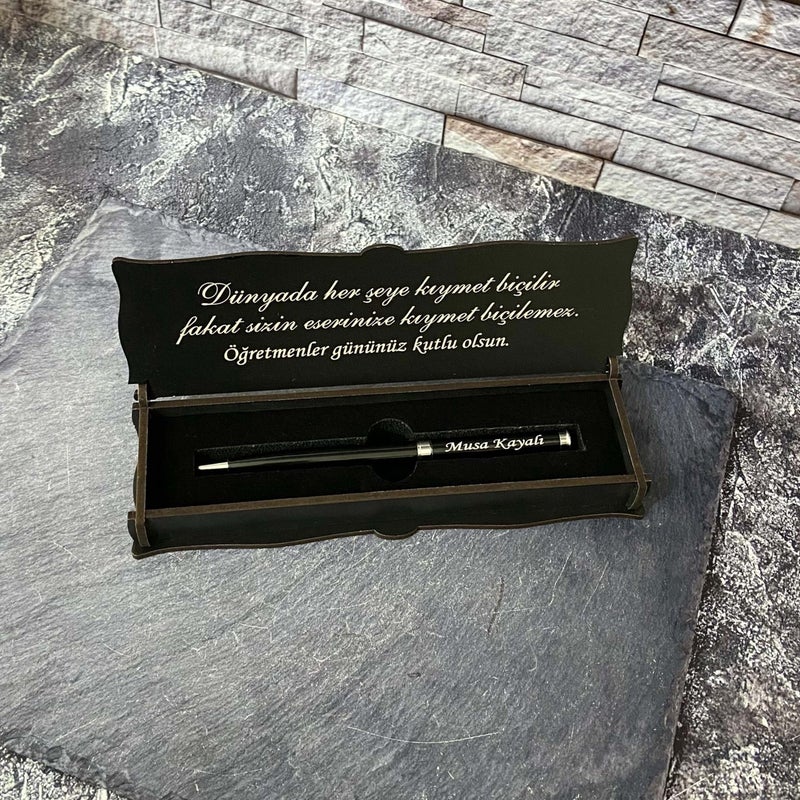 Dünyada her şeye kıymet biçilir
fakat sizin eserinize kıymet biçilemez.
Öğretmenler gününüz kutlu olsun.
Musa Kayalı